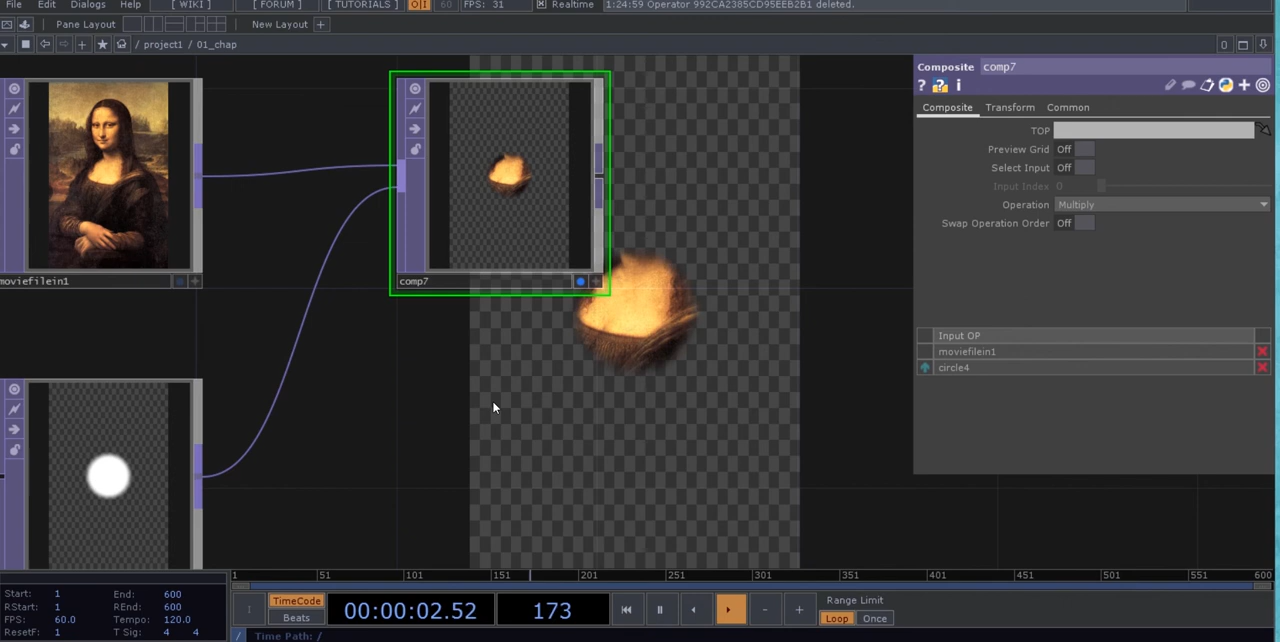 File Edit Dialogs Help [ WIKI ] [ FORUM ] [ TUTORIALS ] O|I 60 FPS: 31 Realtime 1:24:59 Operator 992CA2385CD95EEB2B1 deleted.
Pane Layout New Layout +
/ project1 / 01_chap 0
Composite comp7
? ? i
Composite Transform Common
TOP
Preview Grid Off
Select Input Off
Input Index 0
Operation Multiply
Swap Operation Order Off
moviefilein1
comp7
Input OP
moviefilein1
circle4
1 51 101 151 201 251 301 351 401 451 501 551 600
Start: 1 End: 600
RStart: 1 REnd: 600
FPS: 60.0 Tempo: 120.0
ResetF: 1 T Sig: 4 4
TimeCode
Beats
00:00:02.52 173
Range Limit
Loop Once
/ Time Path: /